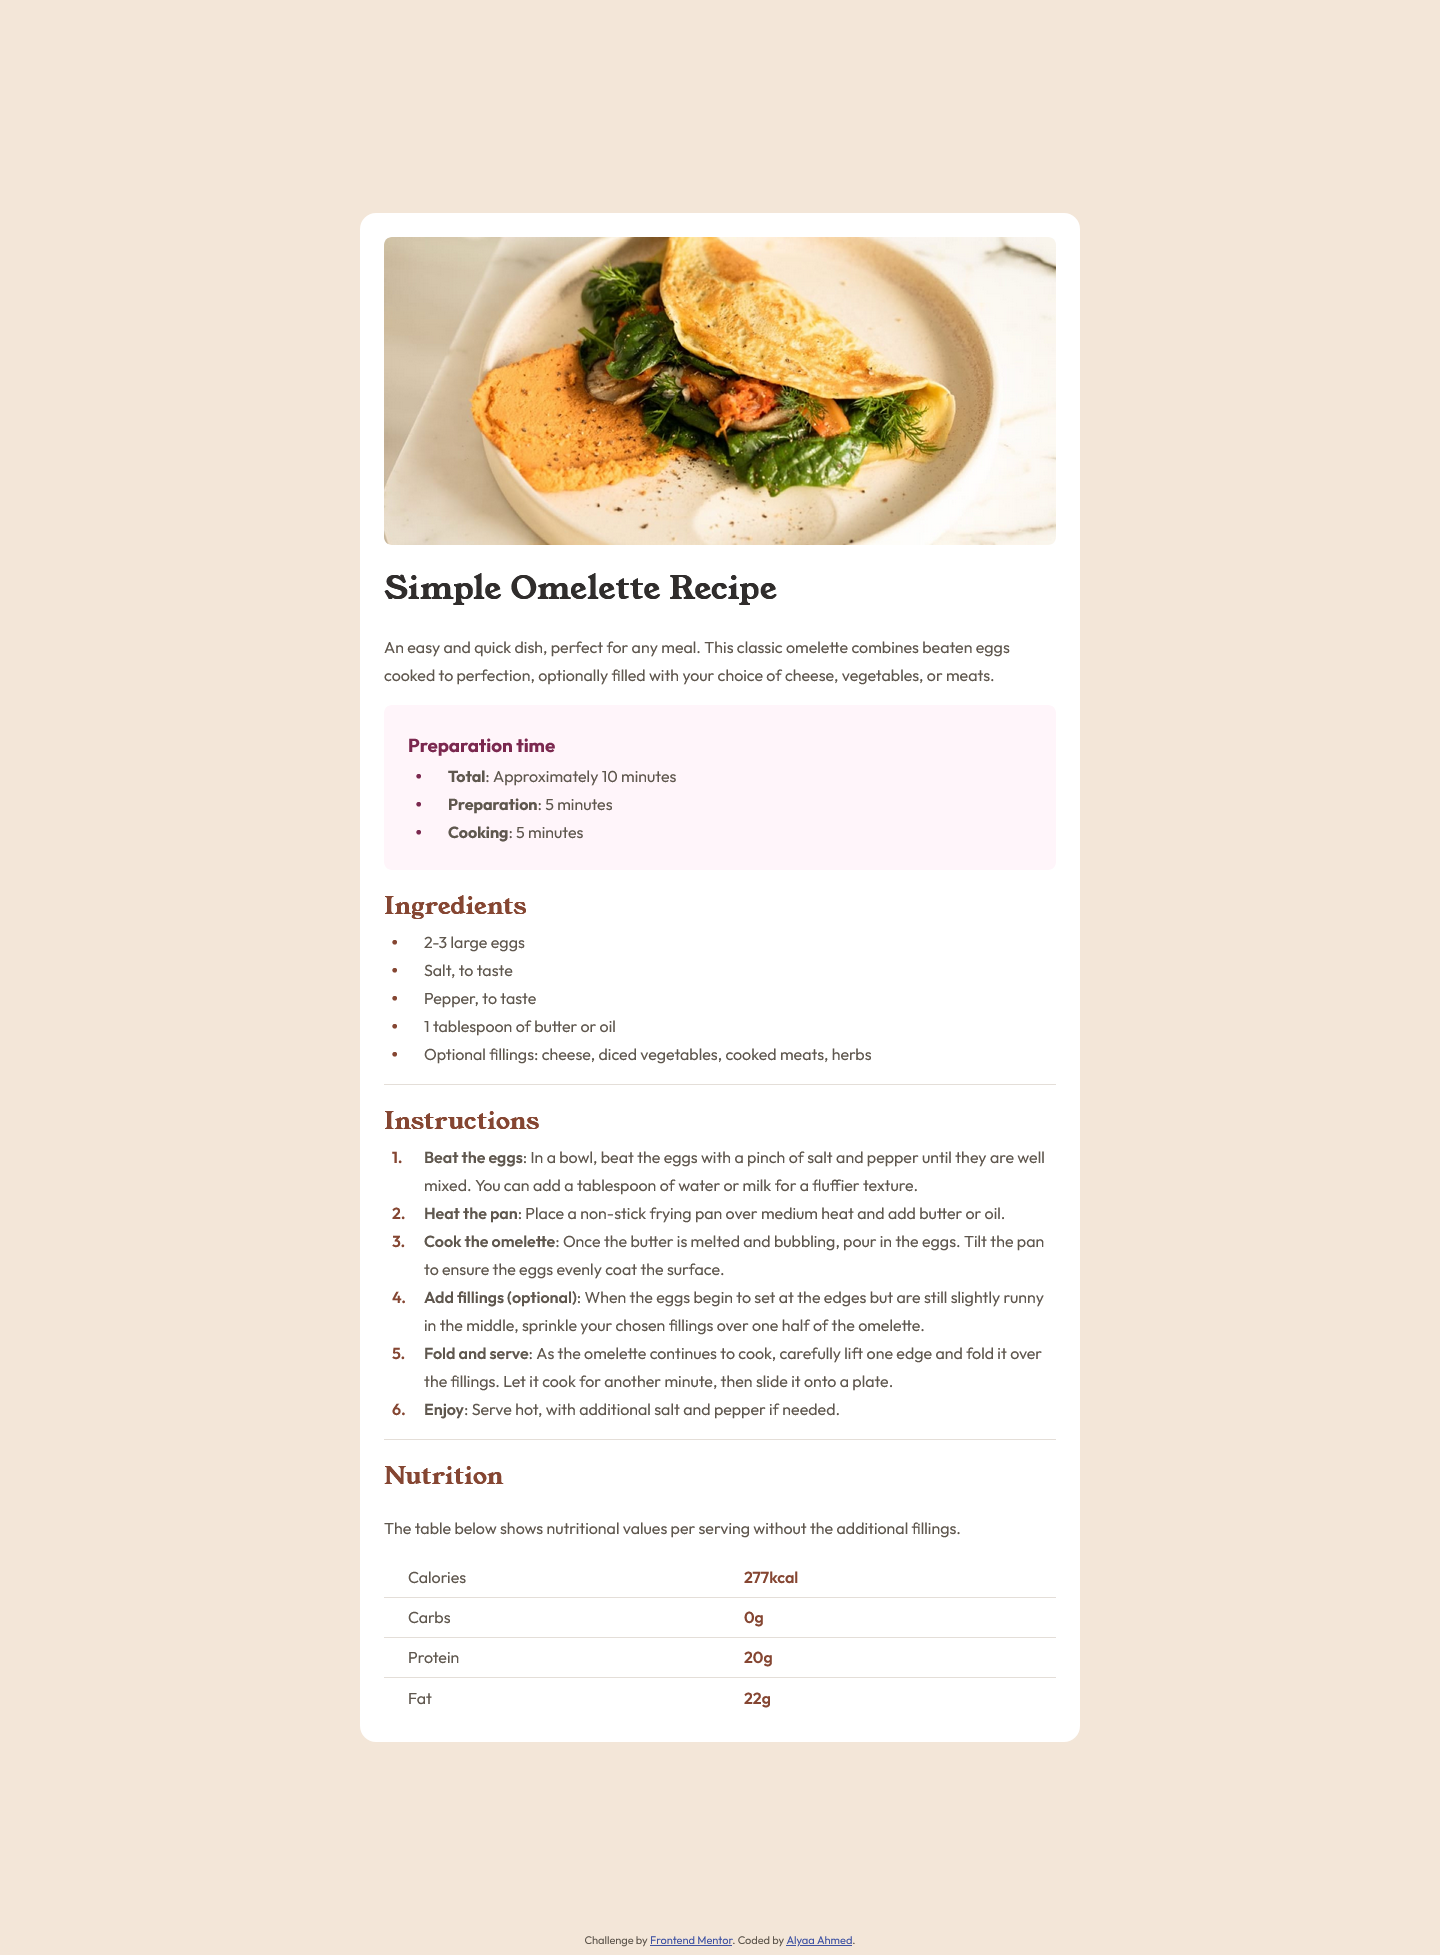 Simple Omelette Recipe
An easy and quick dish, perfect for any meal. This classic omelette combines beaten eggs
cooked to perfection, optionally filled with your choice of cheese, vegetables, or meats.
Preparation time
• Total: Approximately 10 minutes
• Preparation: 5 minutes
• Cooking: 5 minutes
Ingredients
• 2-3 large eggs
• Salt, to taste
• Pepper, to taste
• 1 tablespoon of butter or oil
• Optional fillings: cheese, diced vegetables, cooked meats, herbs
Instructions
1. Beat the eggs: In a bowl, beat the eggs with a pinch of salt and pepper until they are well
mixed. You can add a tablespoon of water or milk for a fluffier texture.
2. Heat the pan: Place a non-stick frying pan over medium heat and add butter or oil.
3. Cook the omelette: Once the butter is melted and bubbling, pour in the eggs. Tilt the pan
to ensure the eggs evenly coat the surface.
4. Add fillings (optional): When the eggs begin to set at the edges but are still slightly runny
in the middle, sprinkle your chosen fillings over one half of the omelette.
5. Fold and serve: As the omelette continues to cook, carefully lift one edge and fold it over
the fillings. Let it cook for another minute, then slide it onto a plate.
6. Enjoy: Serve hot, with additional salt and pepper if needed.
Nutrition
The table below shows nutritional values per serving without the additional fillings.
Calories 277kcal
Carbs 0g
Protein 20g
Fat 22g
Challenge by Frontend Mentor. Coded by Alyaa Ahmed.